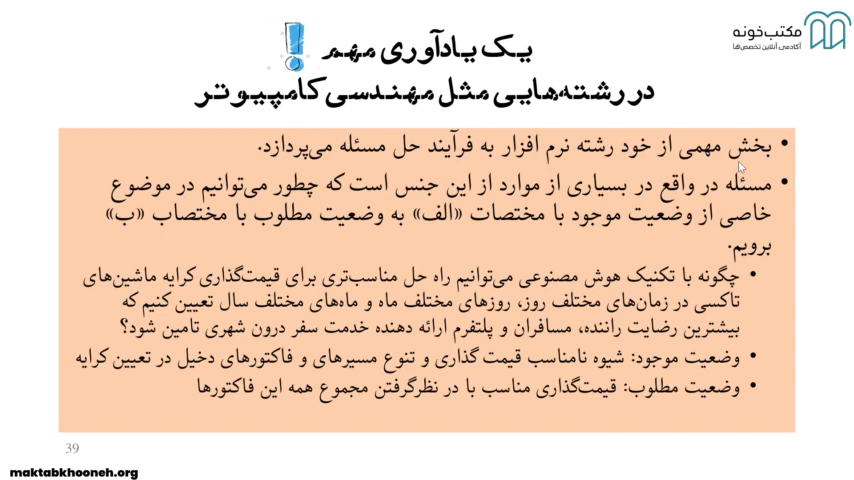 مکتب‌خونه
آکادمی آنلاین تخصص‌ها
یک یادآوری مهم
در رشته‌هایی مثل مهندسی کامپیوتر
• بخش مهمی از خود رشته نرم افزار به فرآیند حل مسئله می‌پردازد.
• مسئله در واقع در بسیاری از موارد از این جنس است که چطور می‌توانیم در موضوع
خاصی از وضعیت موجود با مختصات «الف» به وضعیت مطلوب با مختصاب «ب»
برویم.
• چگونه با تکنیک هوش مصنوعی می‌توانیم راه حل مناسب‌تری برای قیمت‌گذاری کرایه ماشین‌های
تاکسی در زمان‌های مختلف روز، روزهای مختلف ماه و ماه‌های مختلف سال تعیین کنیم که
بیشترین رضایت راننده، مسافران و پلتفرم ارائه دهنده خدمت سفر درون شهری تامین شود؟
• وضعیت موجود: شیوه نامناسب قیمت گذاری و تنوع مسیرهای و فاکتورهای دخیل در تعیین کرایه
• وضعیت مطلوب: قیمت‌گذاری مناسب با در نظرگرفتن مجموع همه این فاکتورها
39
maktabkhooneh.org